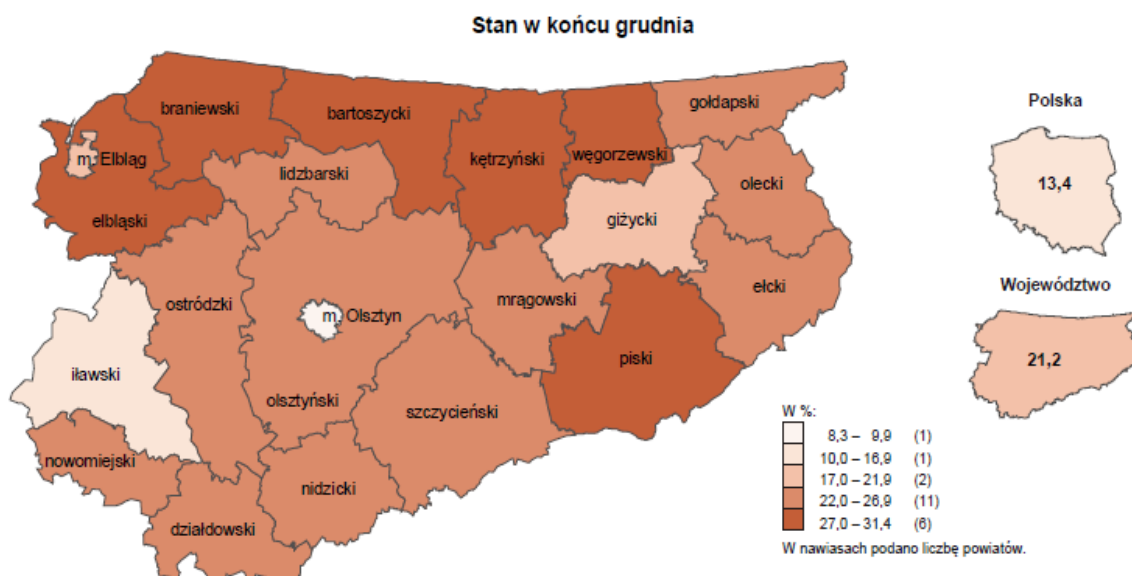 Stan w końcu grudnia
gołdapski
braniewski
bartoszycki
Polska
m. Elbląg
kętrzyński
węgorzewski
lidzbarski
olecki
13,4
elbląski
giżycki
Województwo
ostródzki
mrągowski
ełcki
m. Olsztyn
iławski
piski
21,2
olsztyński
szczycieński
nowomiejski
nidzicki
działdowski
W %:
8,3 – 9,9 (1)
10,0 – 16,9 (1)
17,0 – 21,9 (2)
22,0 – 26,9 (11)
27,0 – 31,4 (6)
W nawiasach podano liczbę powiatów.